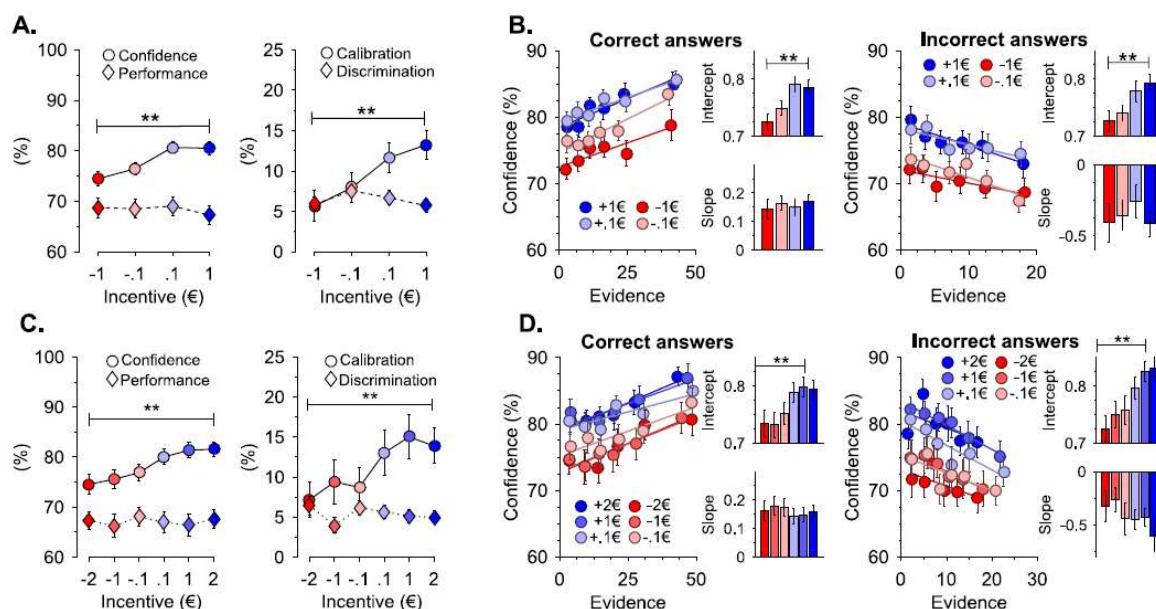 A.
100
90
80
70
60
(%)
Confidence
Performance
**
-1 -.1 .1 1
Incentive (€)
25
20
15
10
5
0
(%)
Calibration
Discrimination
**
-1 -.1 .1 1
Incentive (€)
B.
Correct answers
90
80
70
60
Confidence (%)
+1€ -1€
+.1€ -.1€
0 25 50
Evidence
**
0.8
0.7
Intercept
0.2
0.1
0
Slope
Incorrect answers
90
80
70
60
Confidence (%)
+1€ -1€
+.1€ -.1€
0 5 10 15 20
Evidence
**
0.8
0.7
Intercept
0
-0.5
Slope
C.
100
90
80
70
60
(%)
Confidence
Performance
**
-2 -1 -.1 .1 1 2
Incentive (€)
25
20
15
10
5
0
(%)
Calibration
Discrimination
**
-2 -1 -.1 .1 1 2
Incentive (€)
D.
Correct answers
90
80
70
60
Confidence (%)
+2€ -2€
+1€ -1€
+.1€ -.1€
0 10 20 30 40 50
Evidence
**
0.8
0.7
Intercept
0.2
0.1
0
Slope
Incorrect answers
90
80
70
60
Confidence (%)
+2€ -2€
+1€ -1€
+.1€ -.1€
0 10 20 30
Evidence
**
0.8
0.7
Intercept
0
-0.5
Slope